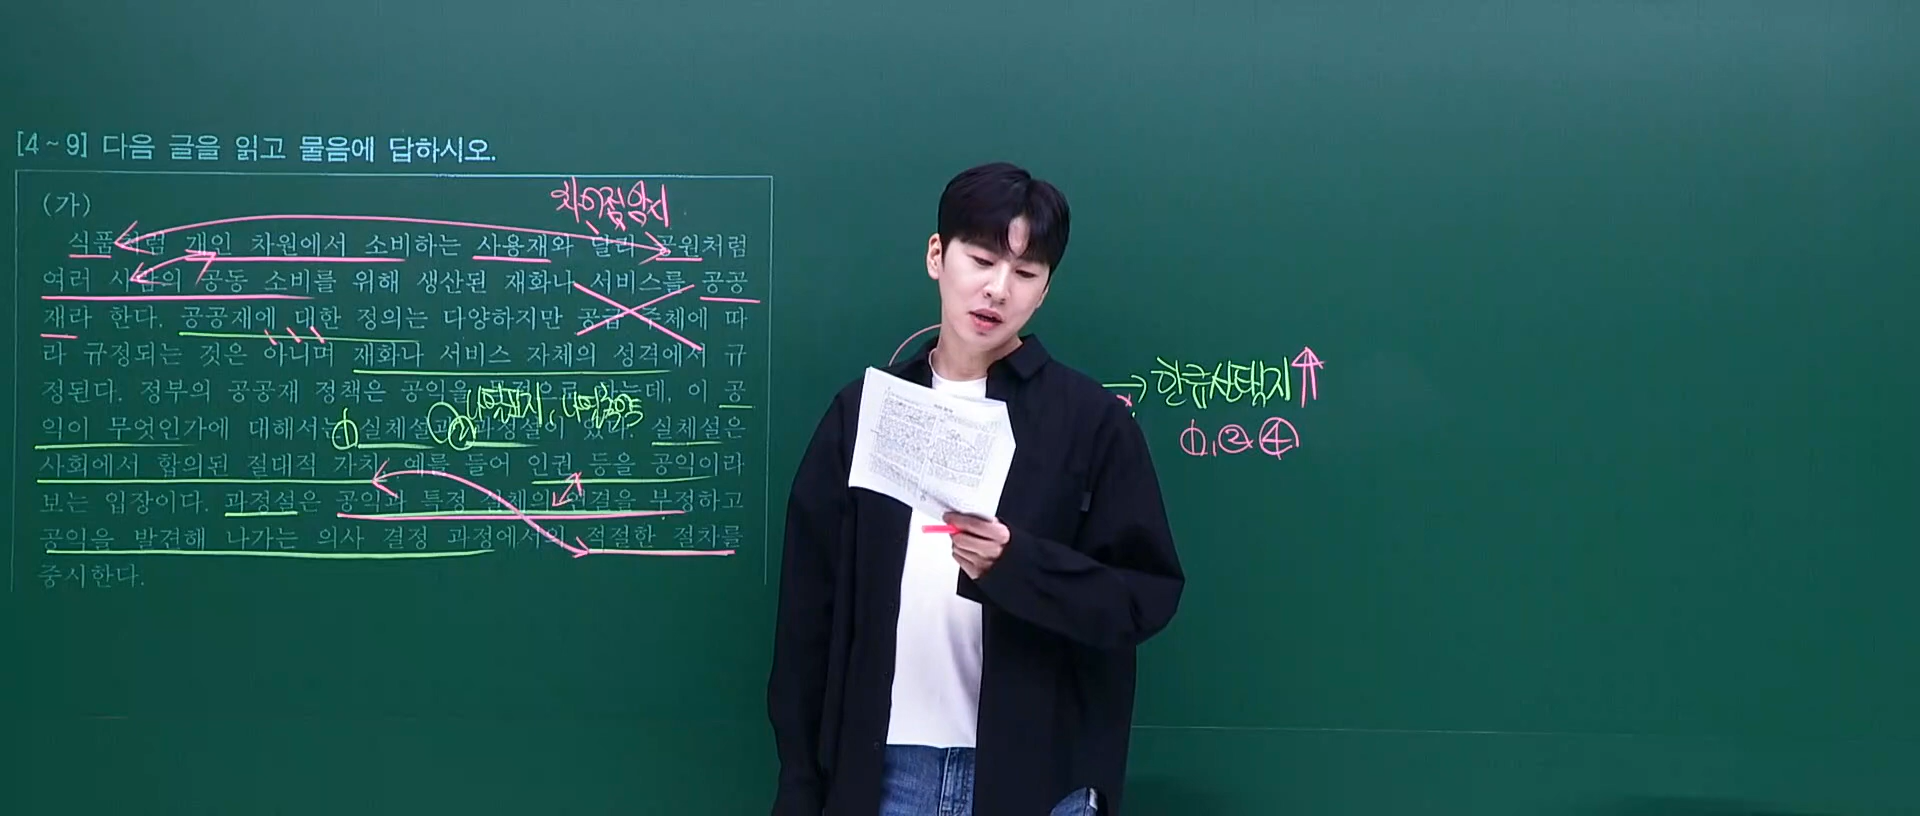 [4~9] 다음 글을 읽고 물음에 답하시오.
(가)
차이점 암시
식품처럼 개인 차원에서 소비하는 사용재와 달리 공원처럼
여러 사람의 공동 소비를 위해 생산된 재화나 서비스를 공공
재라 한다. 공공재에 대한 정의는 다양하지만 공급 주체에 따
라 규정되는 것은 아니며 재화나 서비스 자체의 성격에서 규
정된다. 정부의 공공재 정책은 공익을 목적으로 하는데, 이 공
익이 무엇인가에 대해서는 ① 실체설과 ② 과정설이 있다. 실체설은
사회에서 합의된 절대적 가치, 예를 들어 인권 등을 공익이라
보는 입장이다. 과정설은 공익과 특정 실체의 연결을 부정하고
공익을 발견해 나가는 의사 결정 과정에서의 적절한 절차를
중시한다.
→ 한급선택지 ↑
①, ② ④